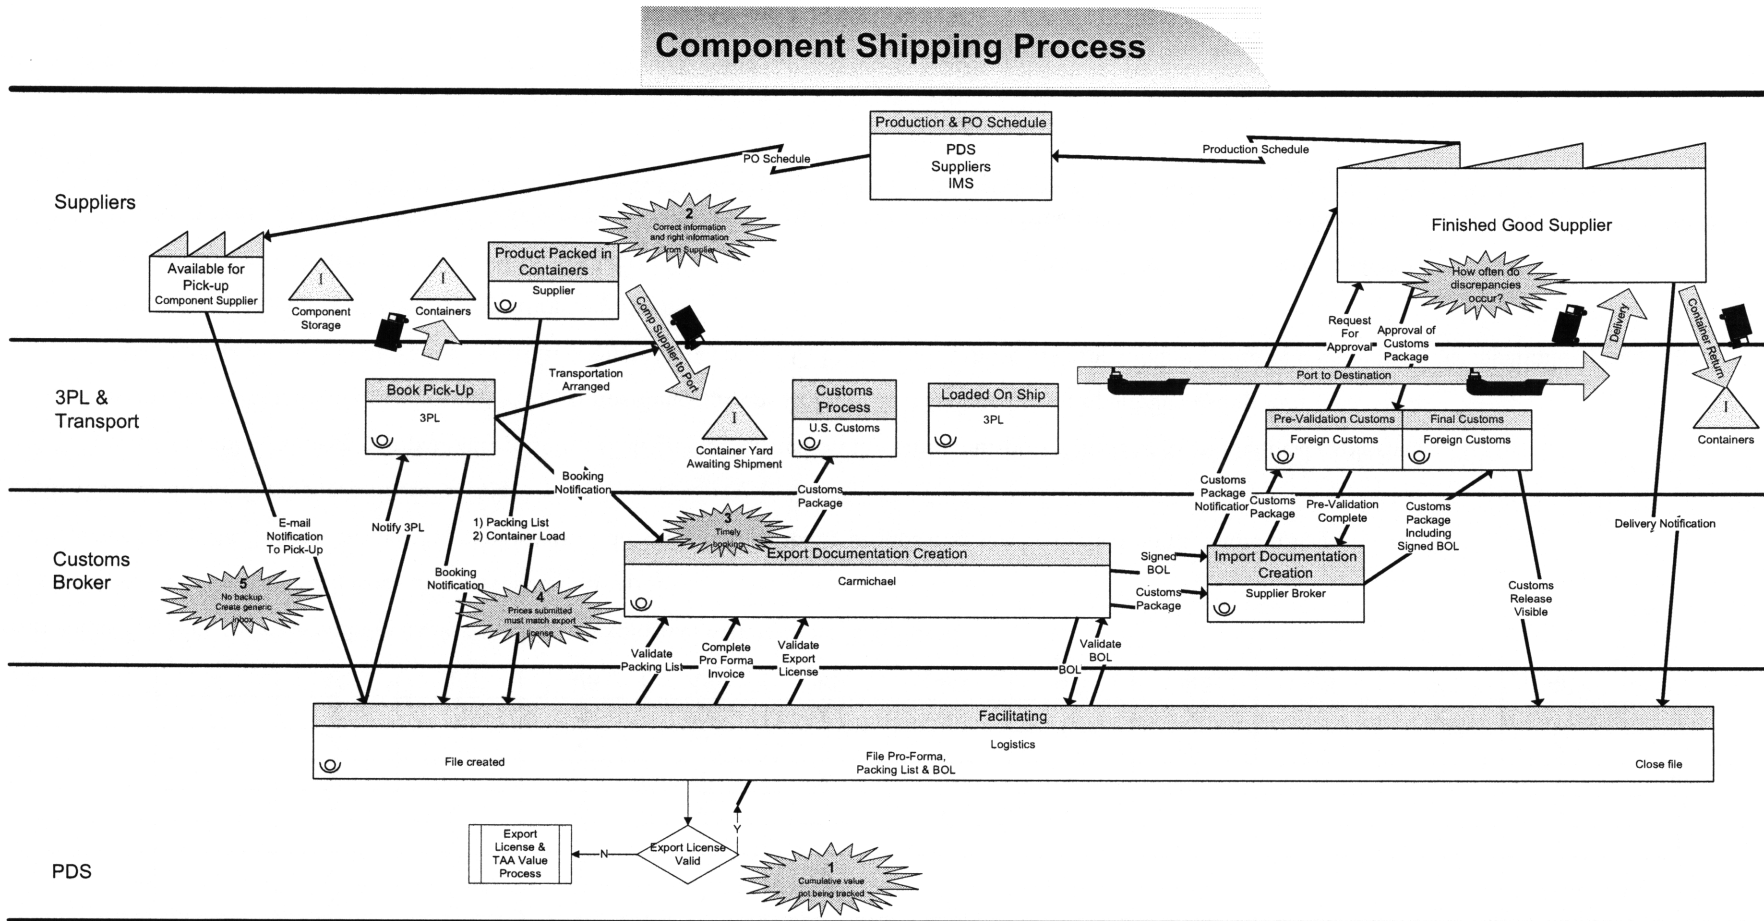 Component Shipping Process
Suppliers
Production & PO Schedule
PDS
Suppliers
IMS
PO Schedule
Production Schedule
Finished Good Supplier
How often do
discrepancies
occur?
2
Correct information
and right information
from Supplier
Available for
Pick-up
Component Supplier
I
Component
Storage
I
Containers
Product Packed in
Containers
Supplier
Comp Supplier to Port
Request
For
Approval
Approval of
Customs
Package
Delivery
Container Return
3PL &
Transport
Book Pick-Up
3PL
Transportation
Arranged
I
Container Yard
Awaiting Shipment
Customs
Process
U.S. Customs
Loaded On Ship
3PL
Port to Destination
Pre-Validation Customs
Foreign Customs
Final Customs
Foreign Customs
I
Containers
Booking
Notification
Customs
Package
Customs
Package
Notification
Customs
Package
Pre-Validation
Complete
Customs
Package
Including
Signed BOL
Delivery Notification
Customs
Broker
E-mail
Notification
To Pick-Up
Notify 3PL
1) Packing List
2) Container Load
Booking
Notification
3
Timely
booking
Export Documentation Creation
Carmichael
Signed
BOL
Customs
Package
Import Documentation
Creation
Supplier Broker
Customs
Release
Visible
5
No backup.
Create generic
inbox
4
Prices submitted
must match export
license
Validate
Packing List
Complete
Pro Forma
Invoice
Validate
Export
License
BOL
Validate
BOL
Facilitating
Logistics
File created
File Pro-Forma,
Packing List & BOL
Close file
PDS
Export
License &
TAA Value
Process
N
Export License
Valid
Y
1
Cumulative value
not being tracked